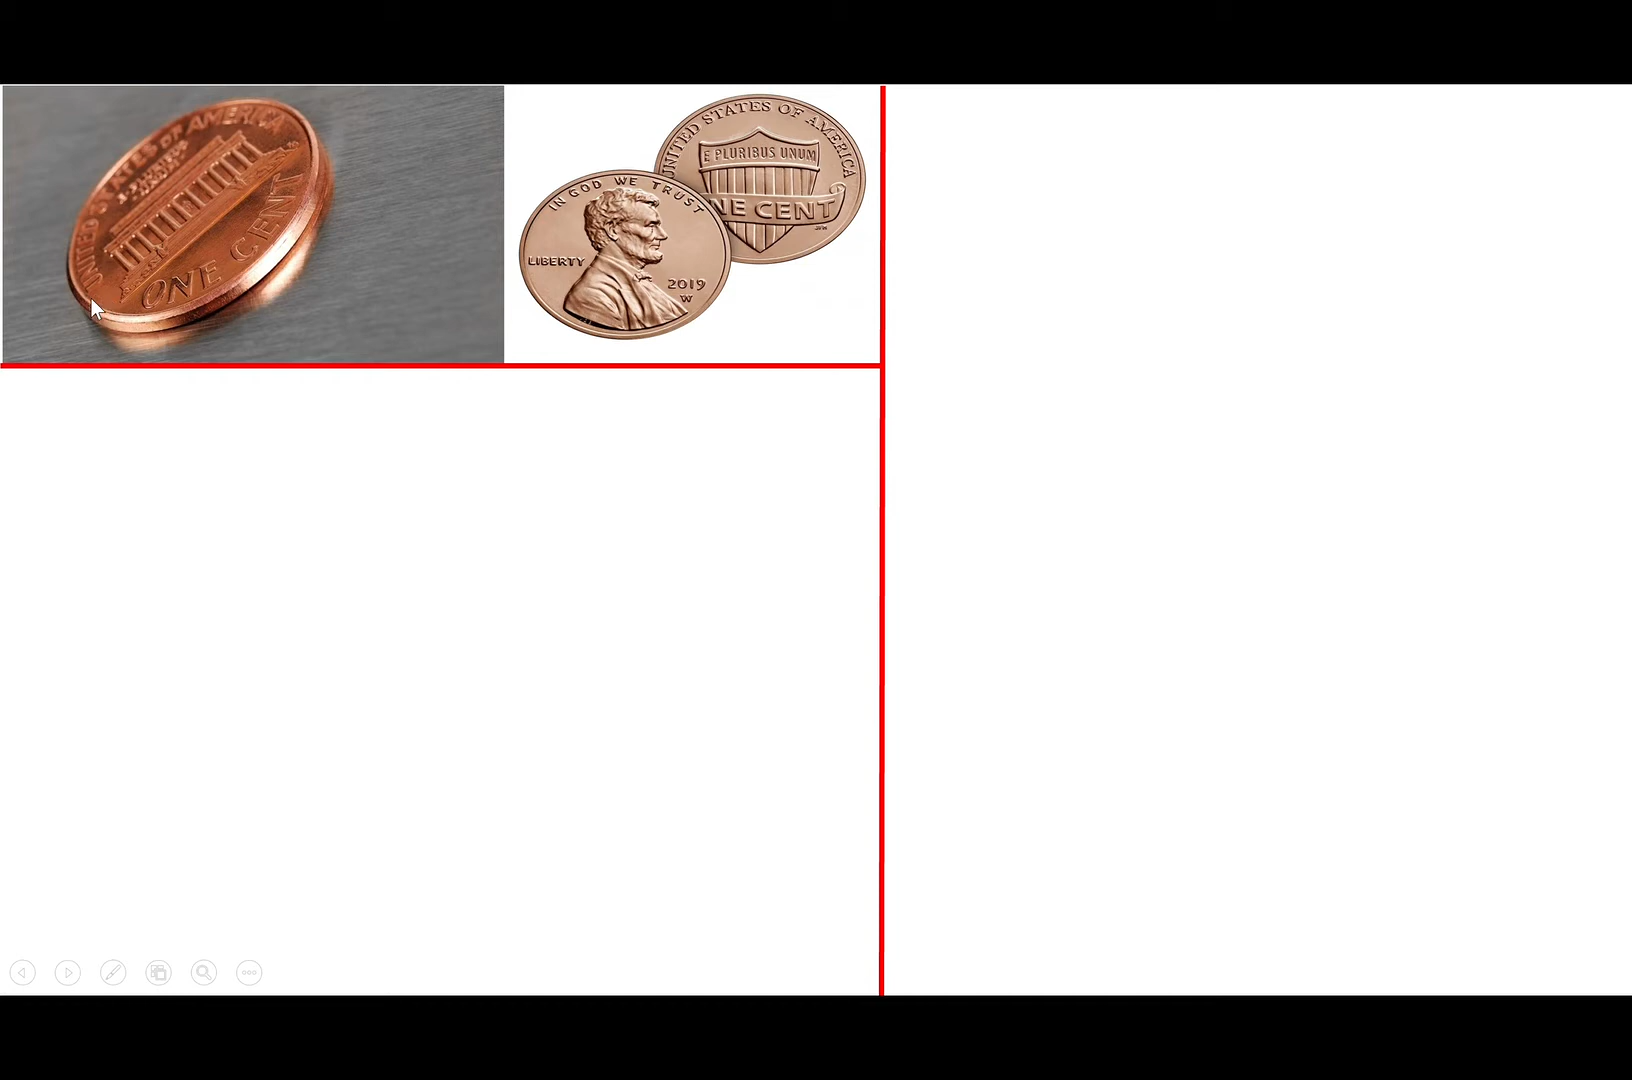 UNITED STATES OF AMERICA
ONE CENT
UNITED STATES OF AMERICA
E PLURIBUS UNUM
NE CENT
IN GOD WE TRUST
LIBERTY
2019
W